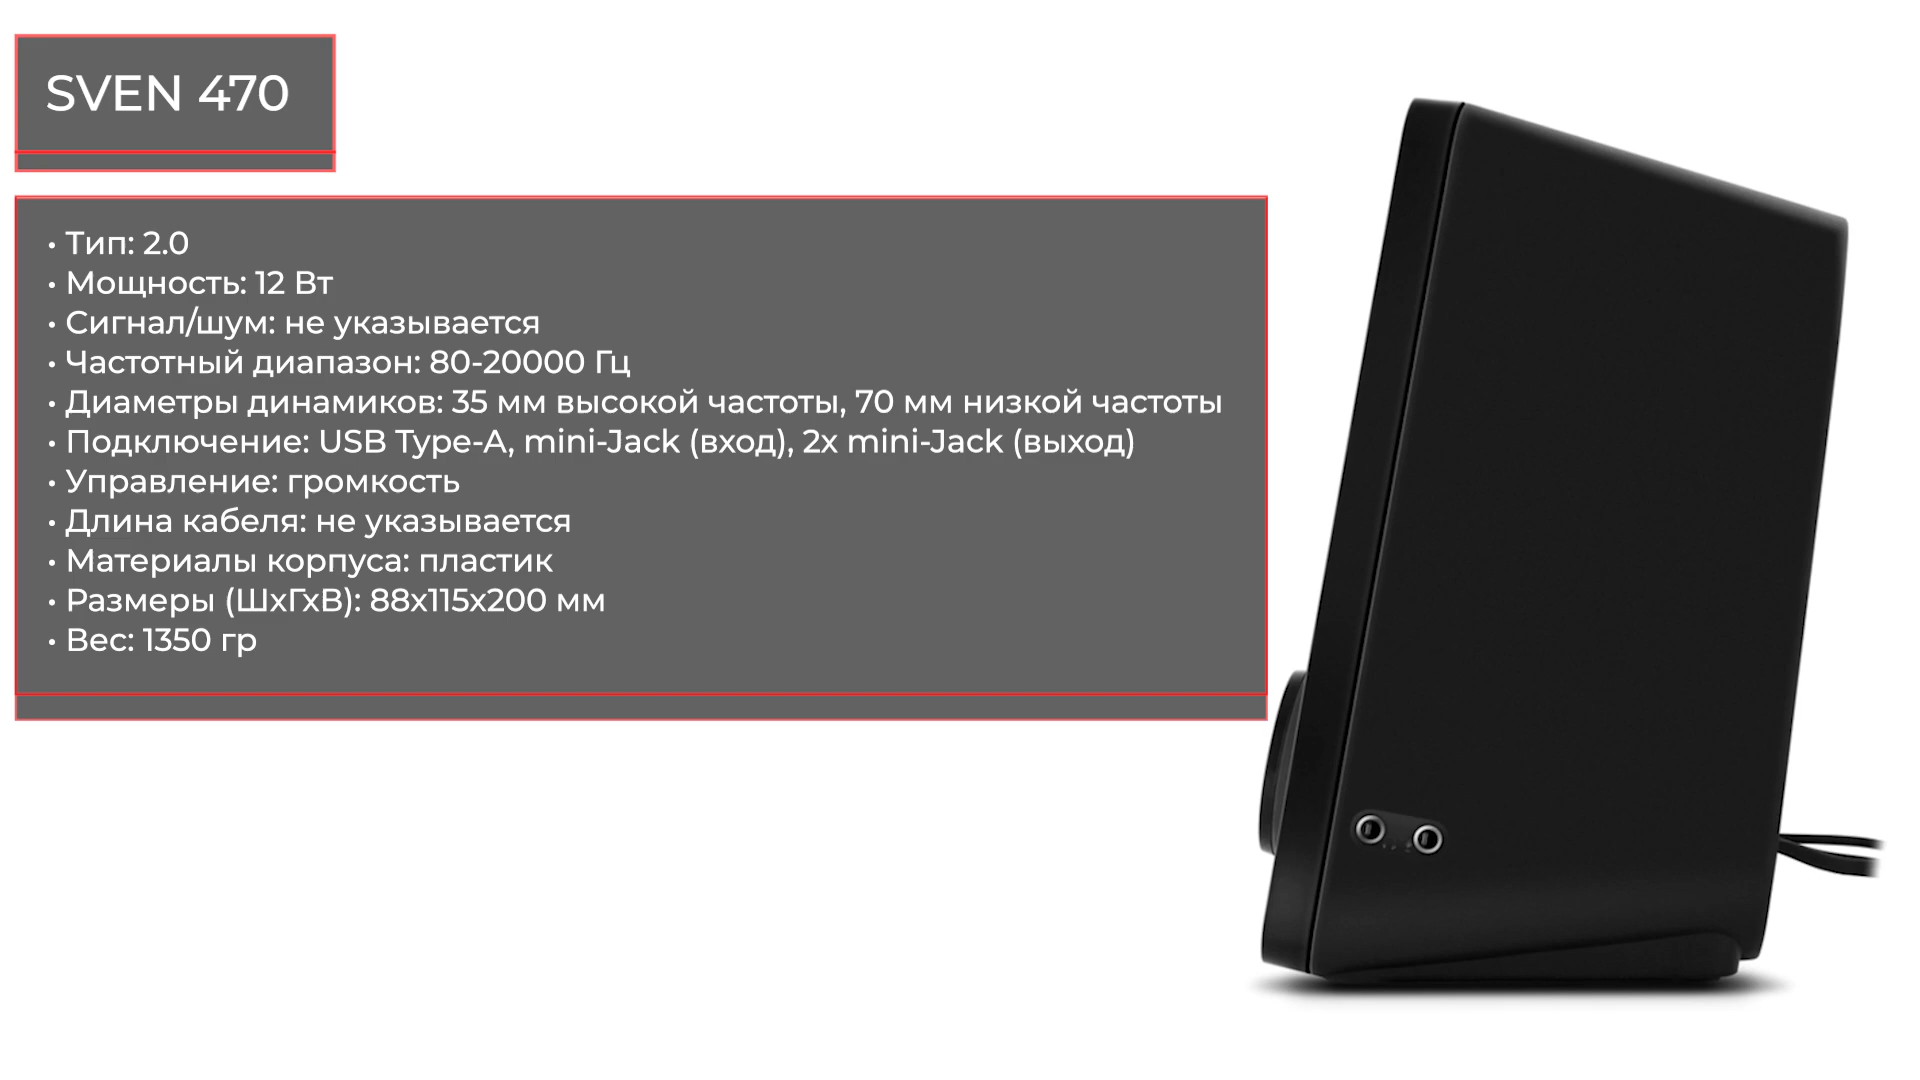 SVEN 470
• Тип: 2.0
• Мощность: 12 Вт
• Сигнал/шум: не указывается
• Частотный диапазон: 80-20000 Гц
• Диаметры динамиков: 35 мм высокой частоты, 70 мм низкой частоты
• Подключение: USB Type-A, mini-Jack (вход), 2x mini-Jack (выход)
• Управление: громкость
• Длина кабеля: не указывается
• Материалы корпуса: пластик
• Размеры (ШхГхВ): 88х115х200 мм
• Вес: 1350 гр